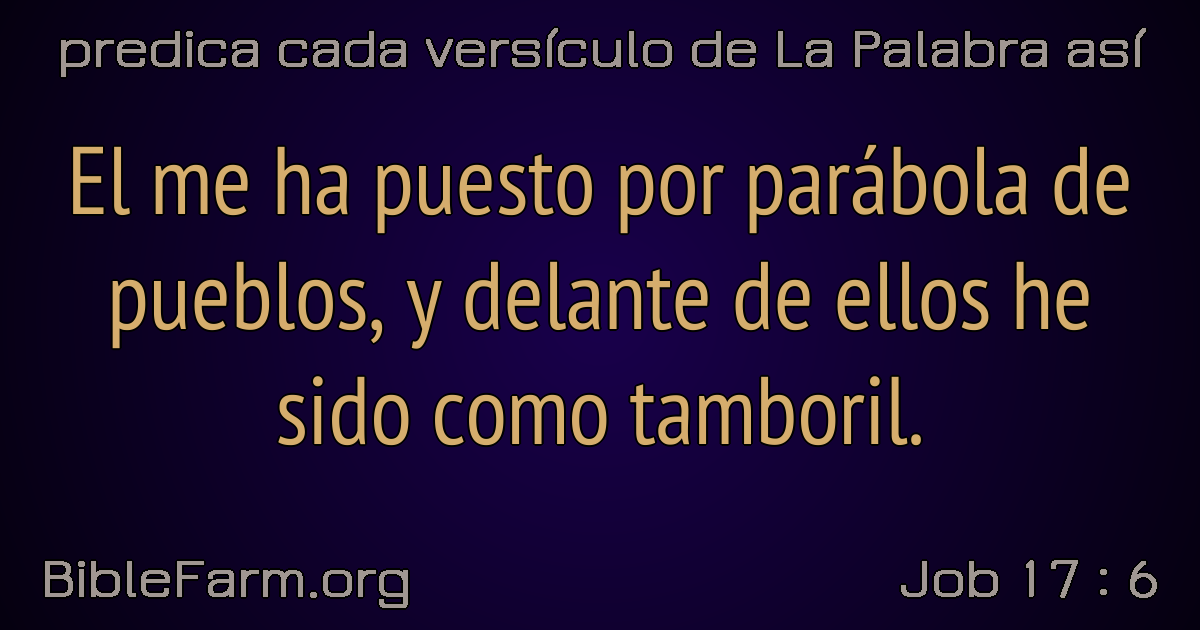 predica cada versículo de La Palabra así
El me ha puesto por parábola de
pueblos, y delante de ellos he
sido como tamboril.
BibleFarm.org
Job 17 : 6